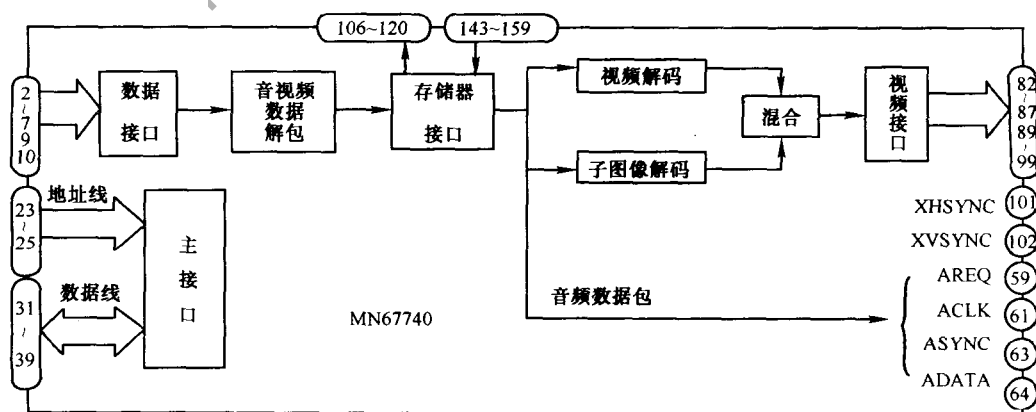 106~120
143~159
2~7 9 10
数据接口
音视频数据解包
存储器接口
视频解码
子图像解码
混合
视频接口
82~87 89~99
地址线
23~25
主接口
数据线
31~39
MN67740
音频数据包
XHSYNC 101
XVSYNC 102
AREQ 59
ACLK 61
ASYNC 63
ADATA 64